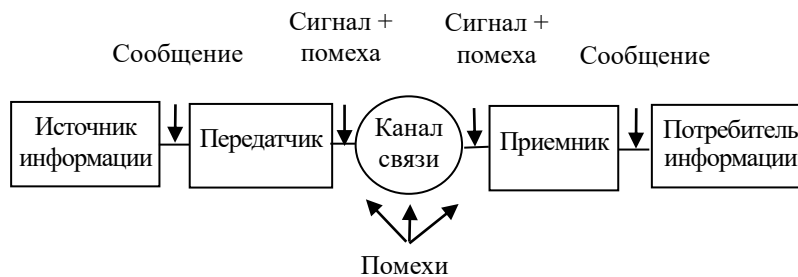 Сообщение
Сигнал +
помеха
Сигнал +
помеха
Сообщение
Источник
информации
Передатчик
Канал
связи
Приемник
Потребитель
информации
Помехи